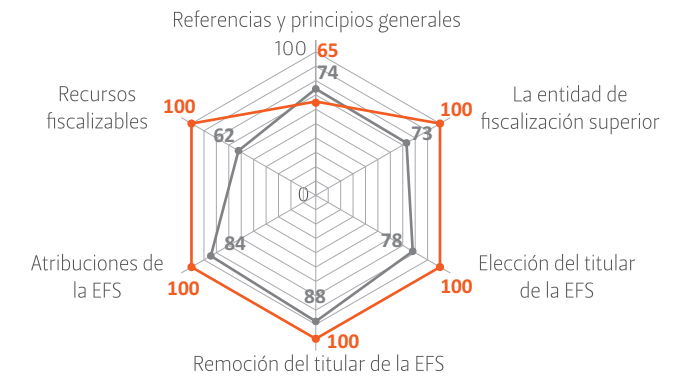 Referencias y principios generales
100
65
74
Recursos
fiscalizables
100
62
La entidad de
fiscalización superior
100
73
0
Atribuciones de
la EFS
100
84
78
Elección del titular
de la EFS
100
88
100
Remoción del titular de la EFS